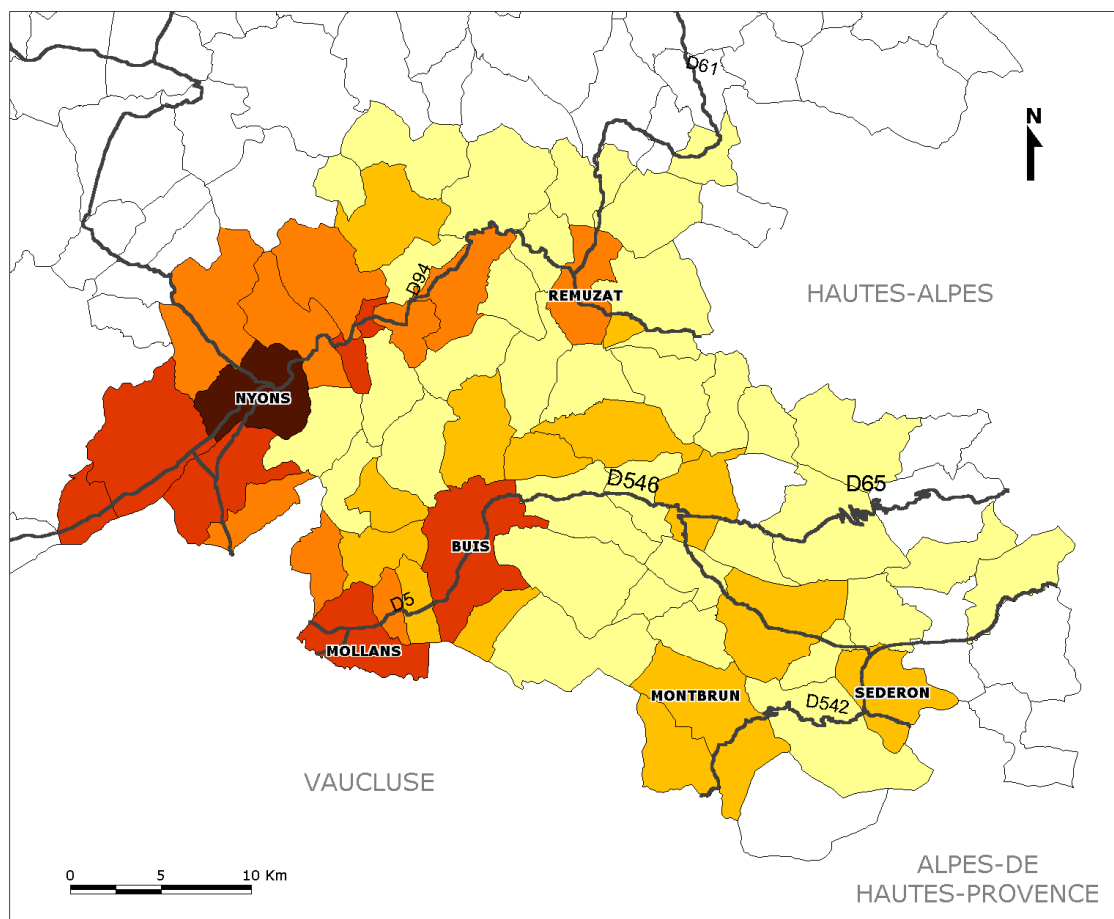 D61
N
D94
REMUZAT
HAUTES-ALPES
NYONS
D546
D65
BUIS
D5
MOLLANS
MONTBRUN
SEDERON
D542
VAUCLUSE
0 5 10 Km
ALPES-DE
HAUTES-PROVENCE